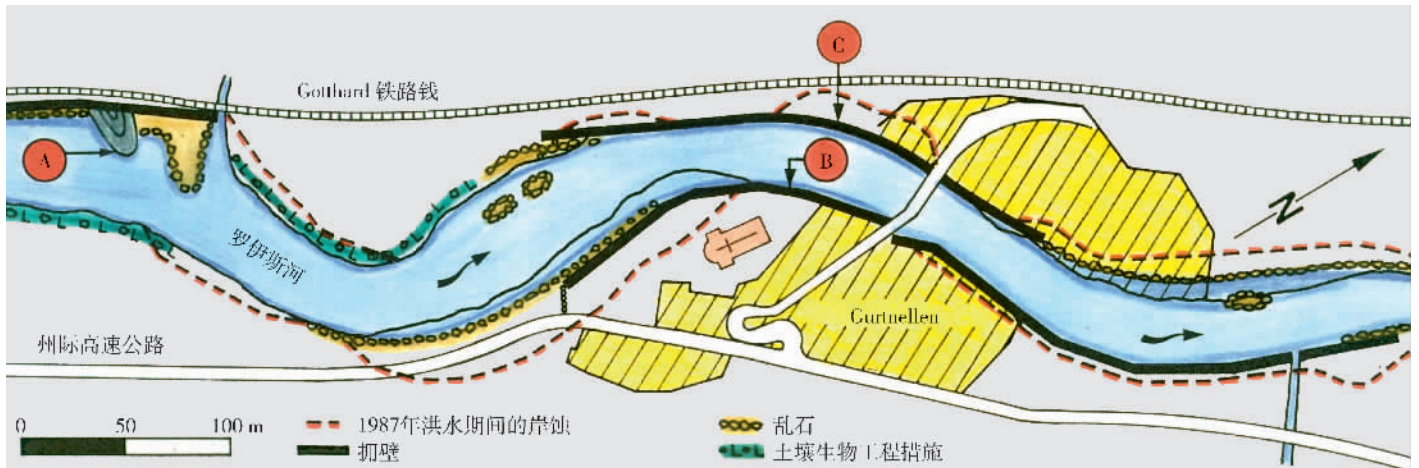 C
Gotthard 铁路钱
A
B
N
罗伊斯河
Gurtnellen
州际高速公路
0 50 100 m
1987年洪水期间的岸蚀
拥壁
乱石
土壤生物工程措施